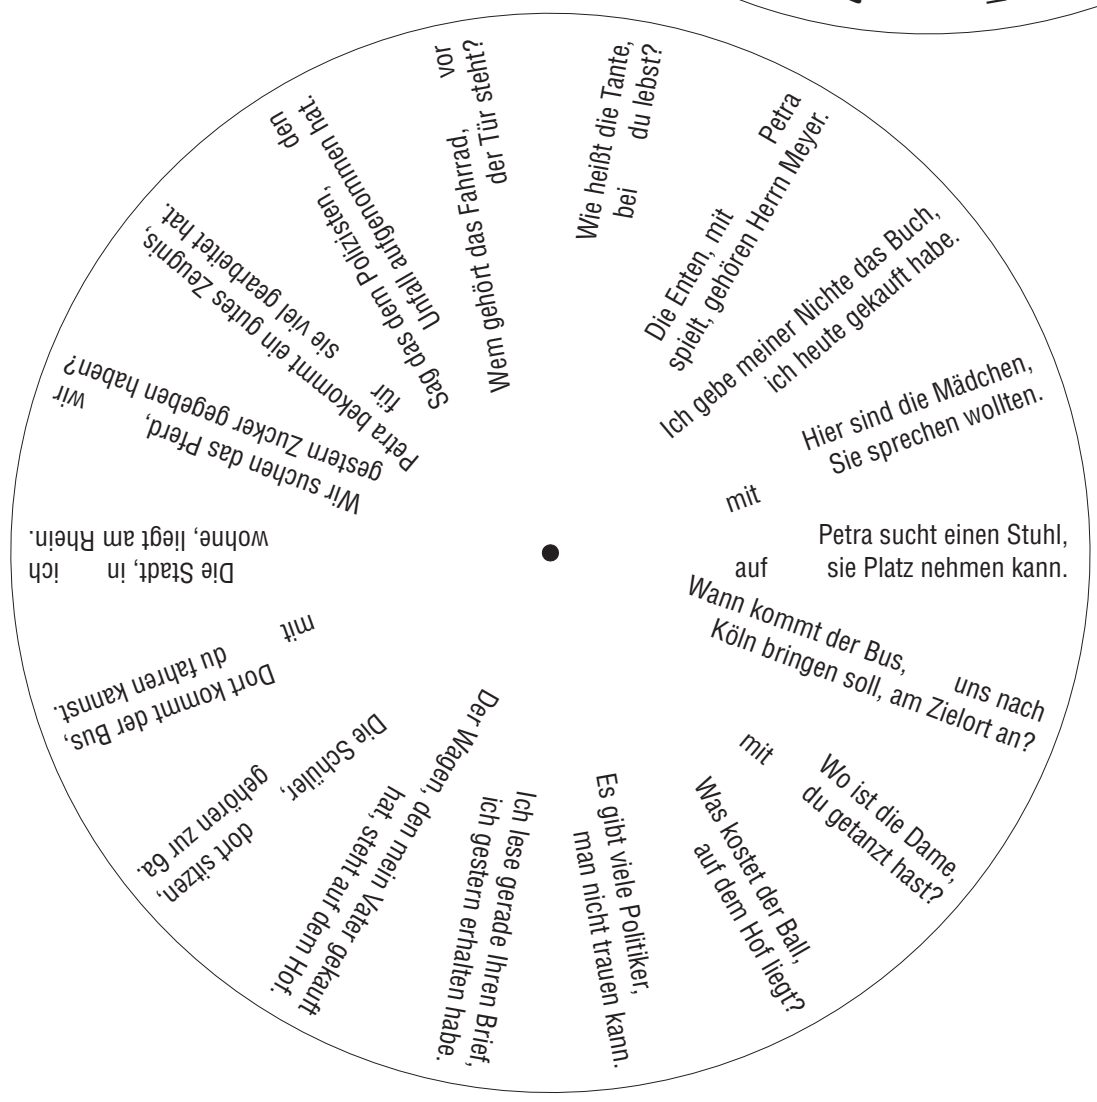 Wie heißt die Tante,
bei du lebst?
Die Enten, mit Petra
spielt, gehören Herrn Meyer.
Ich gebe meiner Nichte das Buch,
ich heute gekauft habe.
Hier sind die Mädchen,
mit Sie sprechen wollten.
Petra sucht einen Stuhl,
auf sie Platz nehmen kann.
Wann kommt der Bus, uns nach
Köln bringen soll, am Zielort an?
Wo ist die Dame,
mit du getanzt hast?
Was kostet der Ball,
auf dem Hof liegt?
Es gibt viele Politiker,
man nicht trauen kann.
Ich lese gerade Ihren Brief,
ich gestern erhalten habe.
Der Wagen, den mein Vater gekauft
hat, steht auf dem Hof.
Die Schüler, dort sitzen,
gehören zur 6a.
Dort kommt der Bus,
mit du fahren kannst.
Die Stadt, in ich
wohne, liegt am Rhein.
Wir suchen das Pferd, wir
gestern Zucker gegeben haben?
Petra bekommt ein gutes Zeugnis,
für sie viel gearbeitet hat.
Sag das dem Polizisten, den
Unfall aufgenommen hat.
Wem gehört das Fahrrad, vor
der Tür steht?